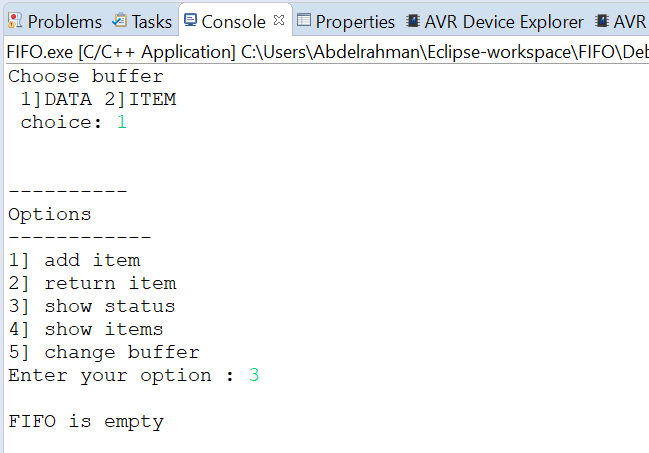 Problems Tasks Console Properties AVR Device Explorer AVR
FIFO.exe [C/C++ Application] C:\Users\Abdelrahman\Eclipse-workspace\FIFO\Deb
Choose buffer
1]DATA 2]ITEM
choice: 1
----------
Options
------------
1] add item
2] return item
3] show status
4] show items
5] change buffer
Enter your option : 3
FIFO is empty